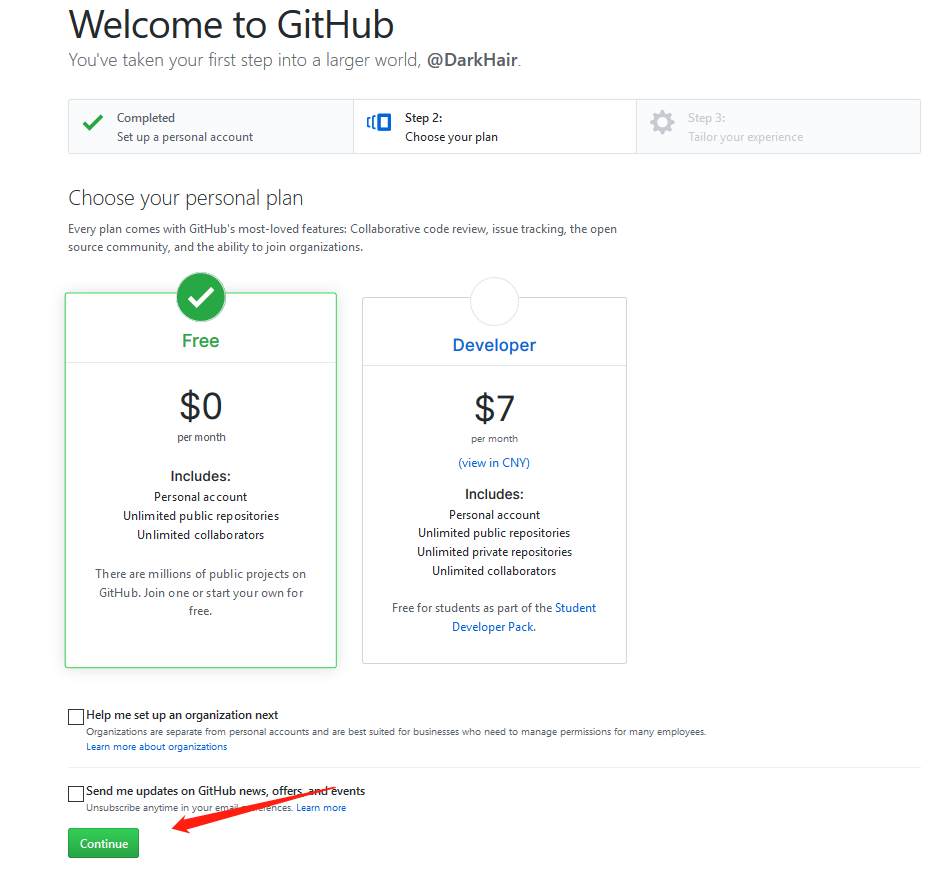 Welcome to GitHub
You've taken your first step into a larger world, @DarkHair.
Completed
Set up a personal account
Step 2:
Choose your plan
Step 3:
Tailor your experience
Choose your personal plan
Every plan comes with GitHub's most-loved features: Collaborative code review, issue tracking, the open
source community, and the ability to join organizations.
Free
$0
per month
Includes:
Personal account
Unlimited public repositories
Unlimited collaborators
There are millions of public projects on
GitHub. Join one or start your own for
free.
Developer
$7
per month
(view in CNY)
Includes:
Personal account
Unlimited public repositories
Unlimited private repositories
Unlimited collaborators
Free for students as part of the Student
Developer Pack.
Help me set up an organization next
Organizations are separate from personal accounts and are best suited for businesses who need to manage permissions for many employees.
Learn more about organizations
Send me updates on GitHub news, offers, and events
Unsubscribe anytime in your email preferences. Learn more
Continue